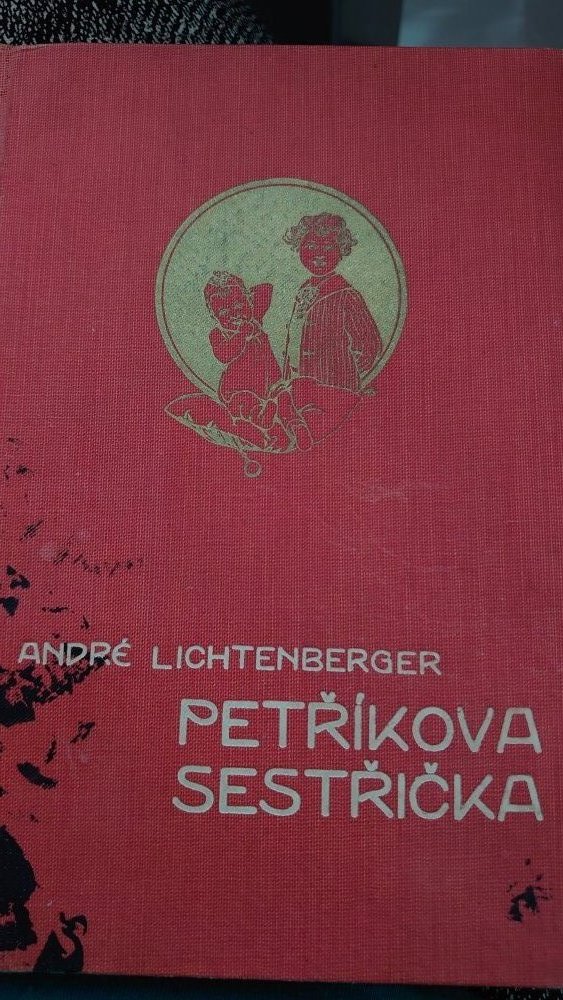 ANDRÉ LICHTENBERGER
PETŘÍKOVA
SESTŘIČKA